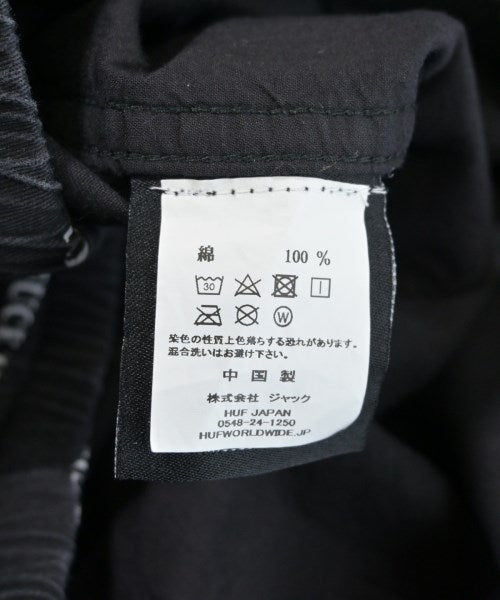 綿 100 %
30
W
染色の性質上色落ちする恐れがあります。
混合洗いはお避け下さい。
中国製
株式会社 ジャック
HUF JAPAN
0548-24-1250
HUFWORLDWIDE.JP